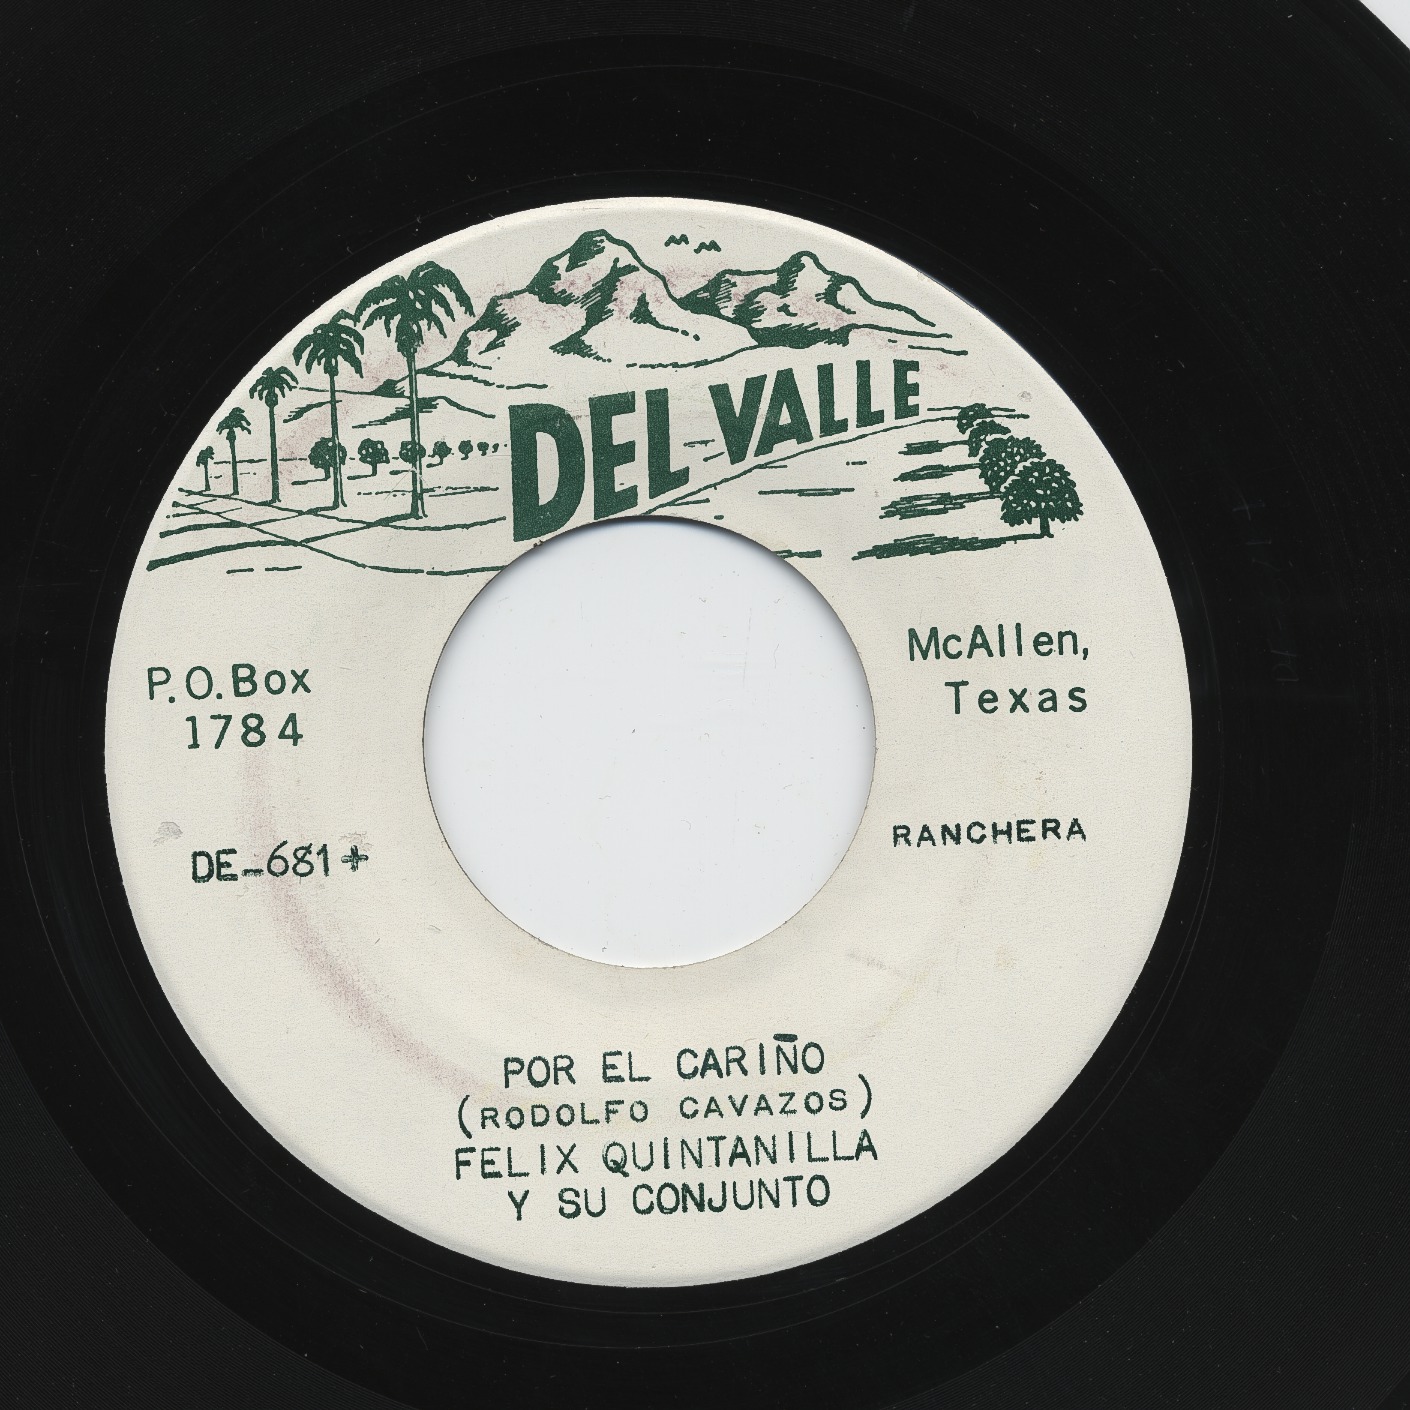 DEL VALLE
P.O. Box
1784
McAllen,
Texas
DE-681+
RANCHERA
POR EL CARIÑO
(RODOLFO CAVAZOS)
FELIX QUINTANILLA
Y SU CONJUNTO